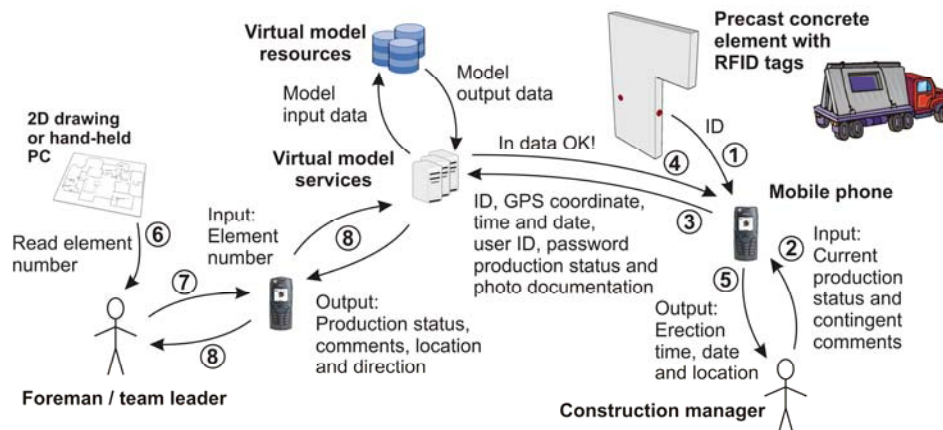 Virtual model
resources
Precast concrete
element with
RFID tags
Model
input data
Model
output data
2D drawing
or hand-held
PC
Virtual model
services
In data OK!
④
ID
①
Mobile phone
③
ID, GPS coordinate,
time and date,
user ID, password
production status and
photo documentation
②
Input:
Current
production
status and
contingent
comments
⑤
Output:
Erection
time, date
and location
Construction manager
Read element
number
⑥
Input:
Element
number
⑧
⑦
Output:
Production status,
comments, location
and direction
⑧
Foreman / team leader